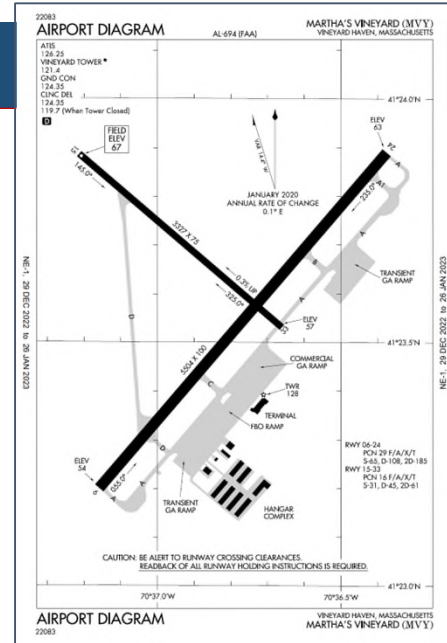 22083
AIRPORT DIAGRAM
AL-694 (FAA)
MARTHA'S VINEYARD (MVY)
VINEYARD HAVEN, MASSACHUSETTS
ATIS
126.25
VINEYARD TOWER*
121.4
GND CON
124.35
CLNC DEL
124.35
119.7 (When Tower Closed)
D
FIELD
ELEV
67
15
145.0°
VAR 14.6° W
JANUARY 2020
ANNUAL RATE OF CHANGE
0.1° E
41°24.0'N
ELEV
63
24
A
A1
235.0°
A
3327 X 75
B
TRANSIENT
GA RAMP
0.3% UP
325.0°
A
ELEV
57
33
D
41°23.5'N
5504 X 100
COMMERCIAL
GA RAMP
TWR
128
C
TERMINAL
FBO RAMP
RWY 06-24
PCN 29 F/A/X/T
S-65, D-108, 2D-185
RWY 15-33
PCN 16 F/A/X/T
S-31, D-45, 2D-61
ELEV
54
D
A
055.0°
6
A
A
TRANSIENT
GA RAMP
HANGAR
COMPLEX
CAUTION: BE ALERT TO RUNWAY CROSSING CLEARANCES.
READBACK OF ALL RUNWAY HOLDING INSTRUCTIONS IS REQUIRED.
41°23.0'N
70°37.0'W
70°36.5'W
NE-1, 29 DEC 2022 to 26 JAN 2023
NE-1, 29 DEC 2022 to 26 JAN 2023
AIRPORT DIAGRAM
22083
VINEYARD HAVEN, MASSACHUSETTS
MARTHA'S VINEYARD (MVY)